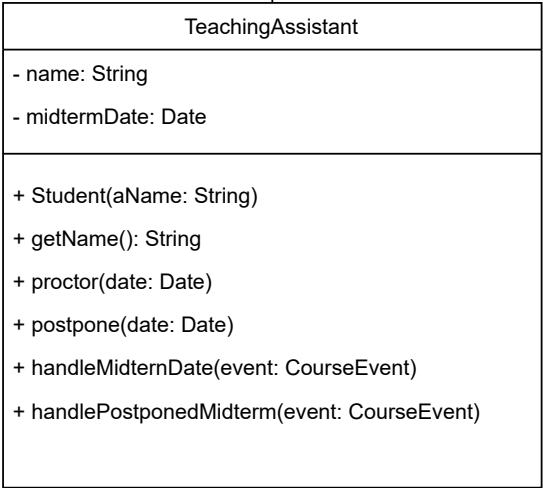 TeachingAssistant
- name: String
- midtermDate: Date
+ Student(aName: String)
+ getName(): String
+ proctor(date: Date)
+ postpone(date: Date)
+ handleMidternDate(event: CourseEvent)
+ handlePostponedMidterm(event: CourseEvent)